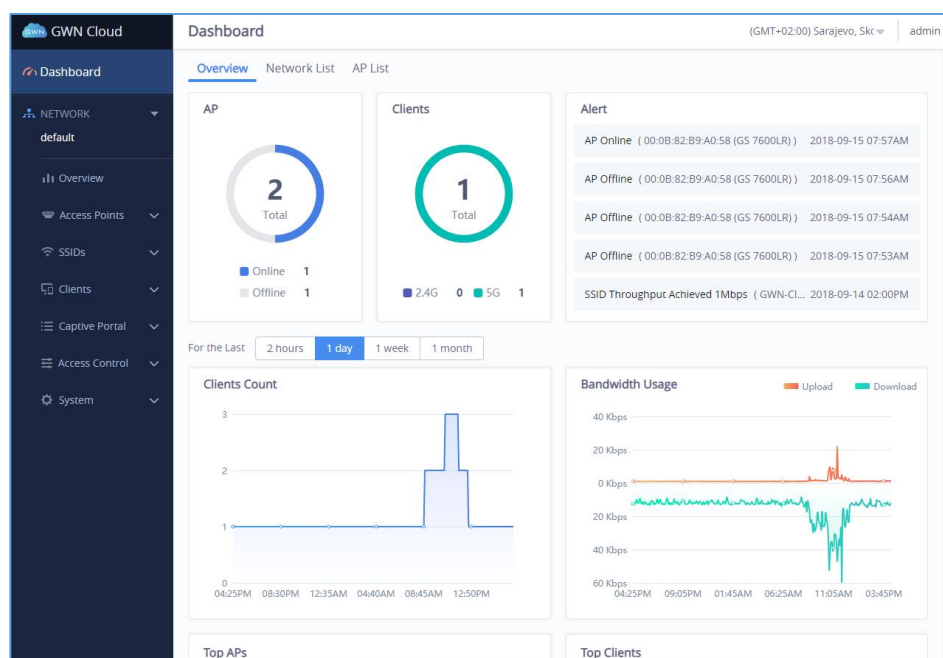 GWN GWN Cloud
Dashboard
(GMT+02:00) Sarajevo, Skc
admin
Dashboard
NETWORK
default
Overview
Access Points
SSIDs
Clients
Captive Portal
Access Control
System
Overview Network List AP List
AP
2
Total
Online 1
Offline 1
Clients
1
Total
2.4G 0 5G 1
Alert
AP Online ( 00:0B:82:B9:A0:58 (GS 7600LR) ) 2018-09-15 07:57AM
AP Offline ( 00:0B:82:B9:A0:58 (GS 7600LR) ) 2018-09-15 07:56AM
AP Offline ( 00:0B:82:B9:A0:58 (GS 7600LR) ) 2018-09-15 07:54AM
AP Offline ( 00:0B:82:B9:A0:58 (GS 7600LR) ) 2018-09-15 07:53AM
SSID Throughput Achieved 1Mbps ( GWN-Cl... 2018-09-14 02:00PM
For the Last 2 hours 1 day 1 week 1 month
Clients Count
3
2
1
0
04:25PM 08:30PM 12:35AM 04:40AM 08:45AM 12:50PM
Bandwidth Usage
Upload Download
40 Kbps
20 Kbps
0 Kbps
20 Kbps
40 Kbps
60 Kbps
04:25PM 09:05PM 01:45AM 06:25AM 11:05AM 03:45PM
Top APs
Top Clients